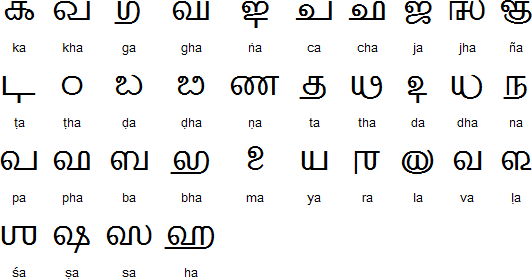 𑌕 𑌖 𑌗 𑌘 𑌙 𑌚 𑌛 𑌜 𑌝 𑌞
ka kha ga gha ṅa ca cha ja jha ña
𑌟 𑌠 𑌡 𑌢 𑌣 𑌤 𑌥 𑌦 𑌧 𑌨
ṭa ṭha ḍa ḍha ṇa ta tha da dha na
𑌪 𑌫 𑌬 𑌭 𑌮 𑌯 𑌰 𑌲 𑌵 𑌳
pa pha ba bha ma ya ra la va ḷa
𑌶 𑌷 𑌸 𑌹
śa ṣa sa ha